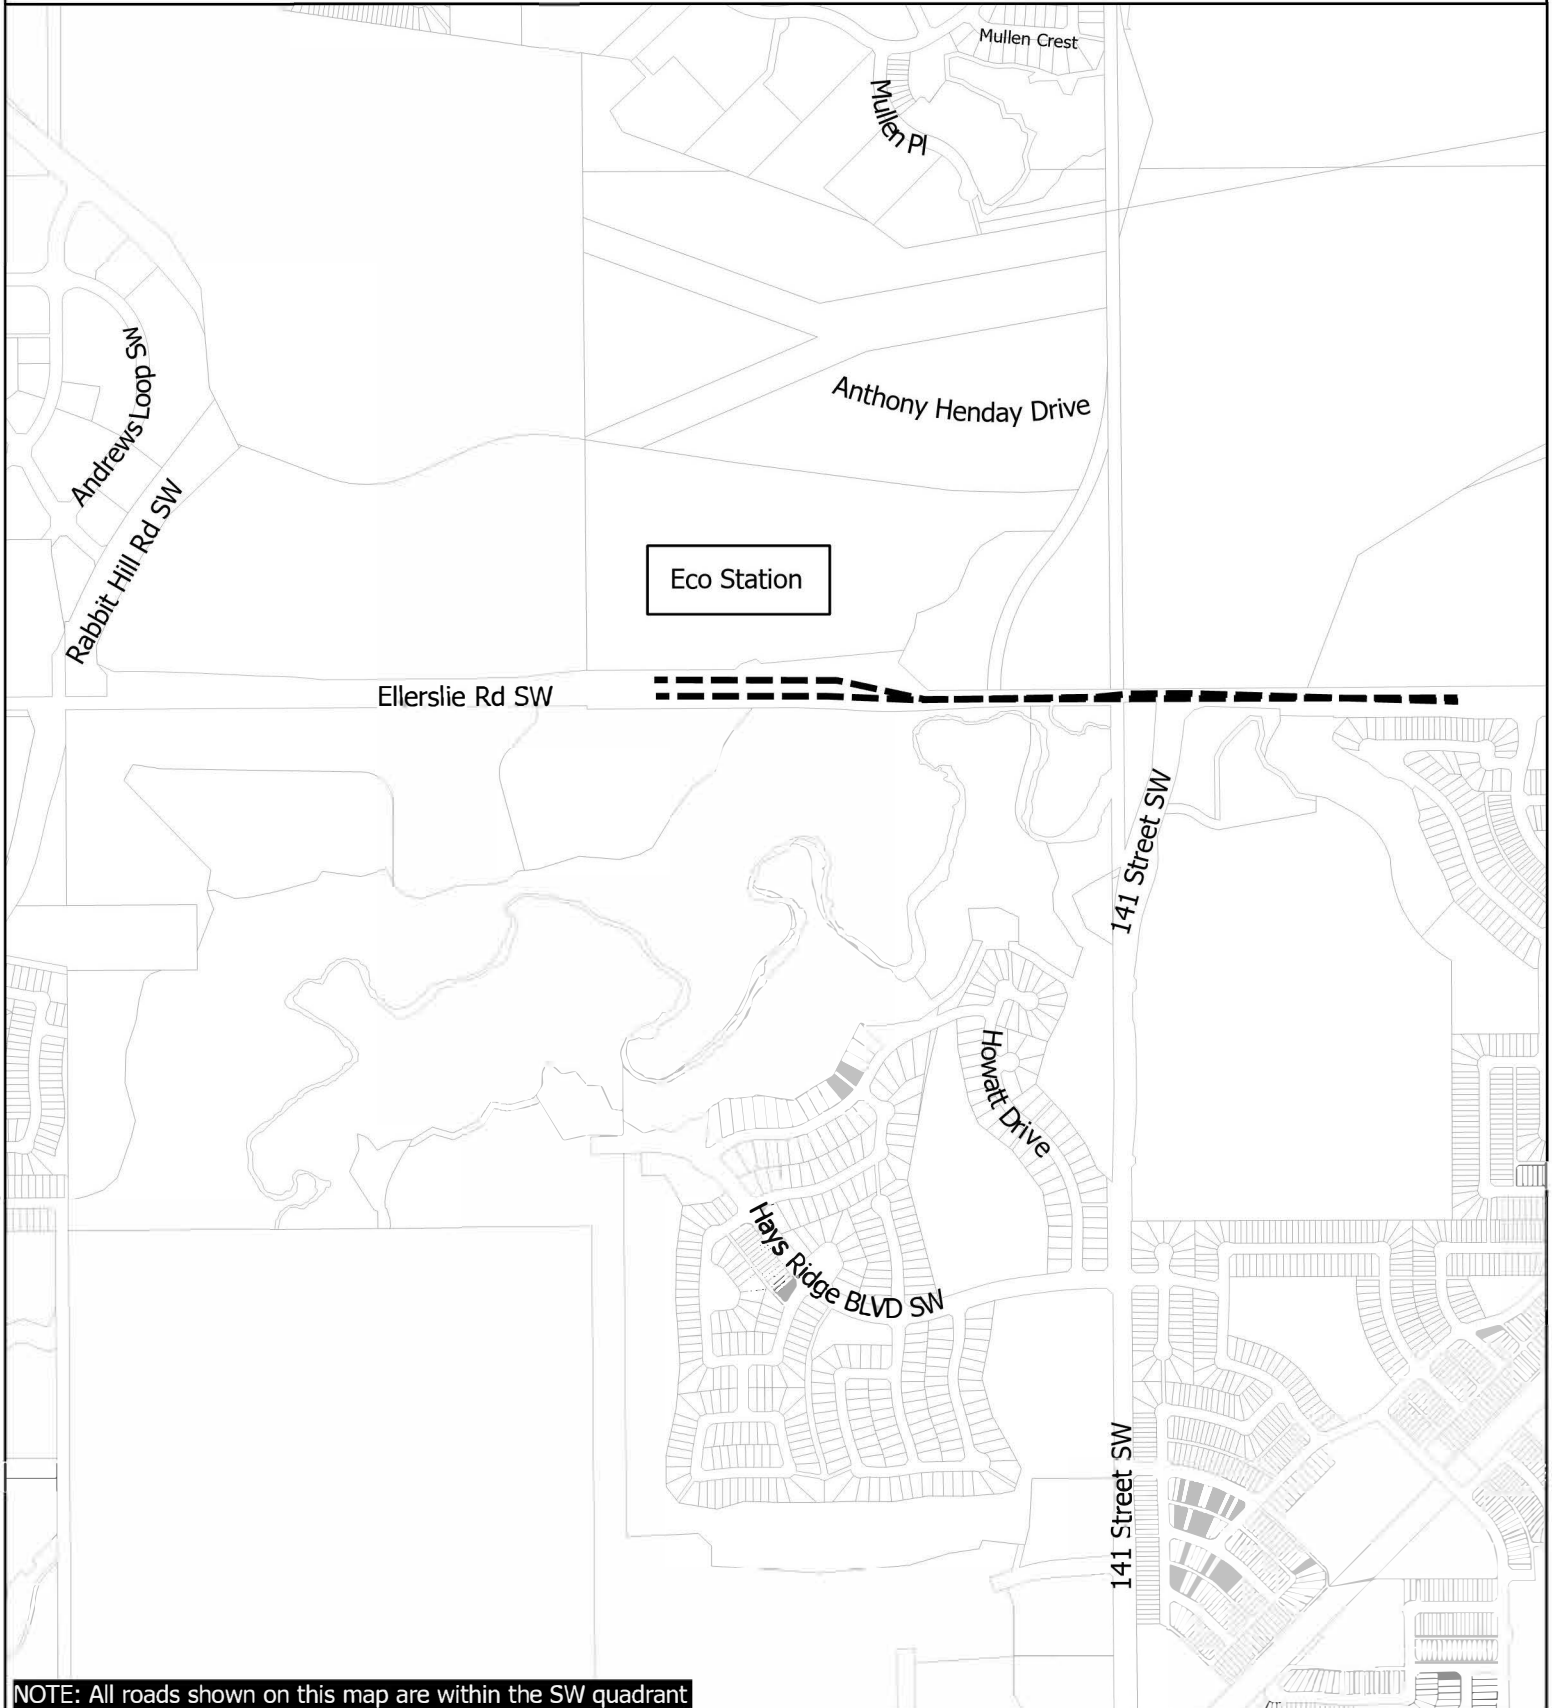 Mullen Crest
Mullen Pl
Andrews Loop SW
Anthony Henday Drive
Rabbit Hill Rd SW
Eco Station
Ellerslie Rd SW
141 Street SW
Howatt Drive
Hays Ridge BLVD SW
141 Street SW
NOTE: All roads shown on this map are within the SW quadrant